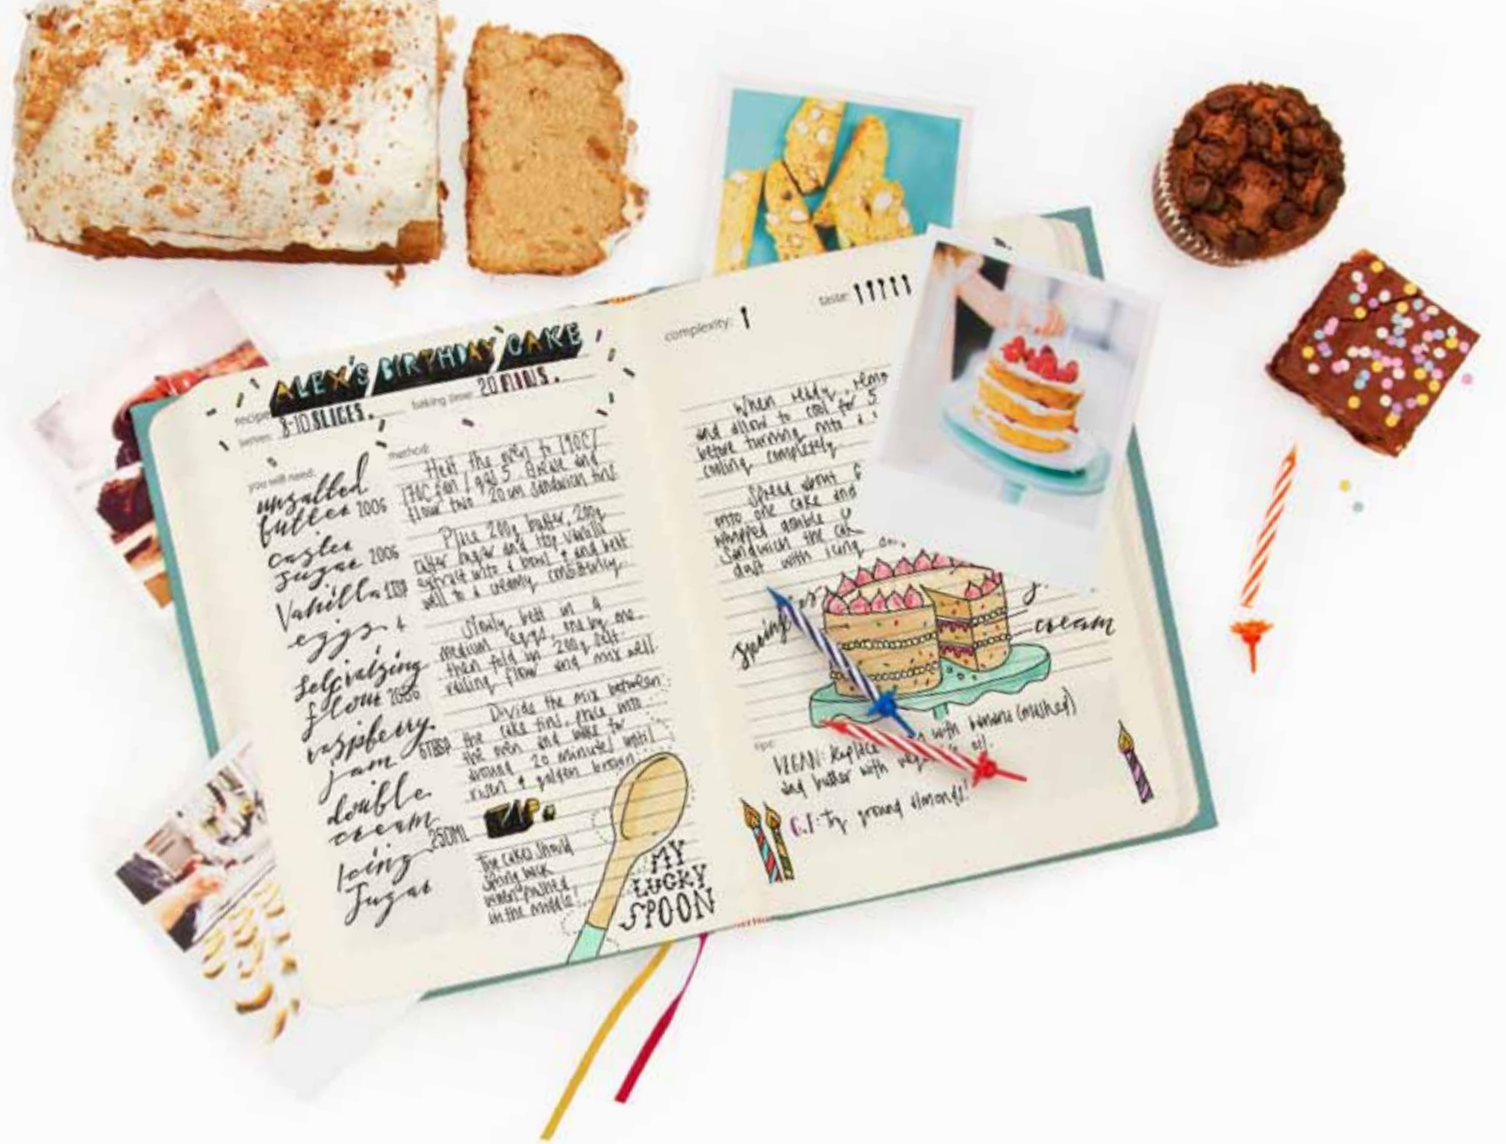 ALEX'S BIRTHDAY CAKE
recipe:
serves: 8-10 SLICES.
baking time: 20 MINS.
you will need:
unsalted
butter 200G
caster
sugar 200G
Vanilla 1TSP
eggs 4
self raising
flour 200G
raspberry
jam 6TBSP
double
cream 250ML
Icing
Sugar
method:
Heat the oven to 190C/
170C fan/gas 5. Grease and
flour two 20cm sandwich tins.
Place 200g butter, 200g
caster sugar and 1tsp vanilla
extract into a bowl and beat
well to a creamy consistency.
Slowly beat in 4
medium eggs, one by one.
then fold in 200g self
raising flour and mix well.
Divide the mix between
the cake tins, place into
the oven and bake for
around 20 minutes until
risen & golden brown.
TIP:
The cakes should
spring back
when pushed
in the middle!
MY
LUCKY
SPOON
complexity:
taste:
When ready, remo
and allow to cool for 5
before turning onto a
cooling completely.
Spread about 6
onto one cake and
whipped double
Sandwich the cak
dust with icing
cream
tips:
VEGAN: Replace with banana (mashed)
and butter with oil.
G.F: Try ground almonds!